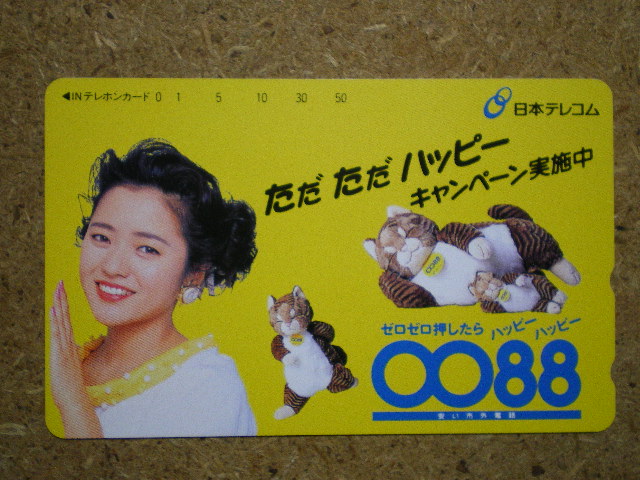 ◀INテレホンカード 0 1 5 10 30 50
日本テレコム
ただ ただ ハッピー
キャンペーン実施中
0088
ゼロゼロ押したら ハッピー ハッピー
0088
安い市外電話